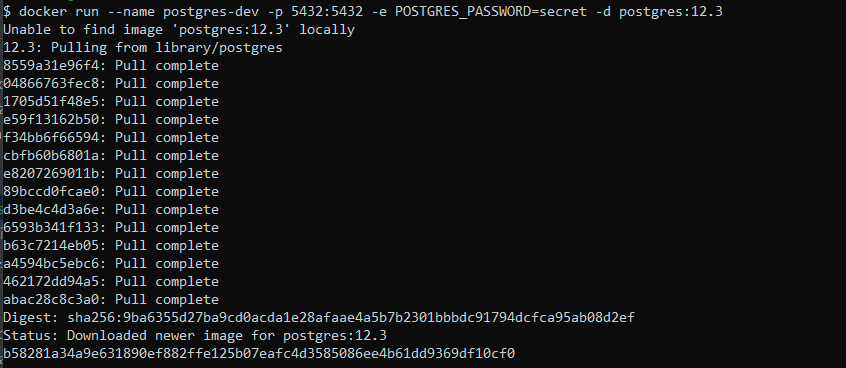 $ docker run --name postgres-dev -p 5432:5432 -e POSTGRES_PASSWORD=secret -d postgres:12.3
Unable to find image 'postgres:12.3' locally
12.3: Pulling from library/postgres
8559a31e96f4: Pull complete
04866763fec8: Pull complete
1705d51f48e5: Pull complete
e59f13162b50: Pull complete
f34bb6f66594: Pull complete
cbfb60b6801a: Pull complete
e8207269011b: Pull complete
89bccd0fcae0: Pull complete
d3be4c4d3a6e: Pull complete
6593b341f133: Pull complete
b63c7214eb05: Pull complete
a4594bc5ebc6: Pull complete
462172dd94a5: Pull complete
abac28c8c3a0: Pull complete
Digest: sha256:9ba6355d27ba9cd0acda1e28afaae4a5b7b2301bbbdc91794dcfca95ab08d2ef
Status: Downloaded newer image for postgres:12.3
b58281a34a9e631890ef882ffe125b07eafc4d3585086ee4b61dd9369df10cf0